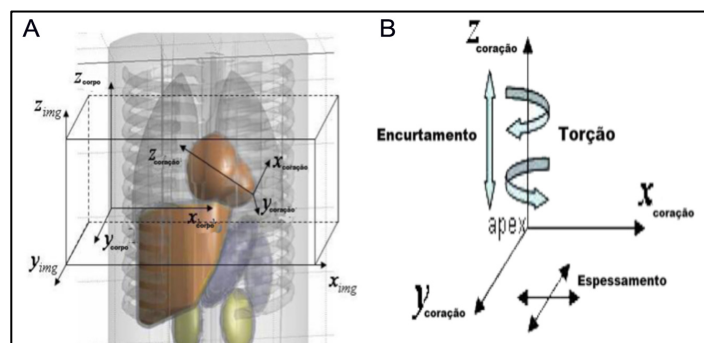 A
z corpo
z img
z coração
x coração
y coração
x corpo
y corpo
y img
x img
B
Z coração
Encurtamento
Torção
X coração
apex
y coração
Espessamento